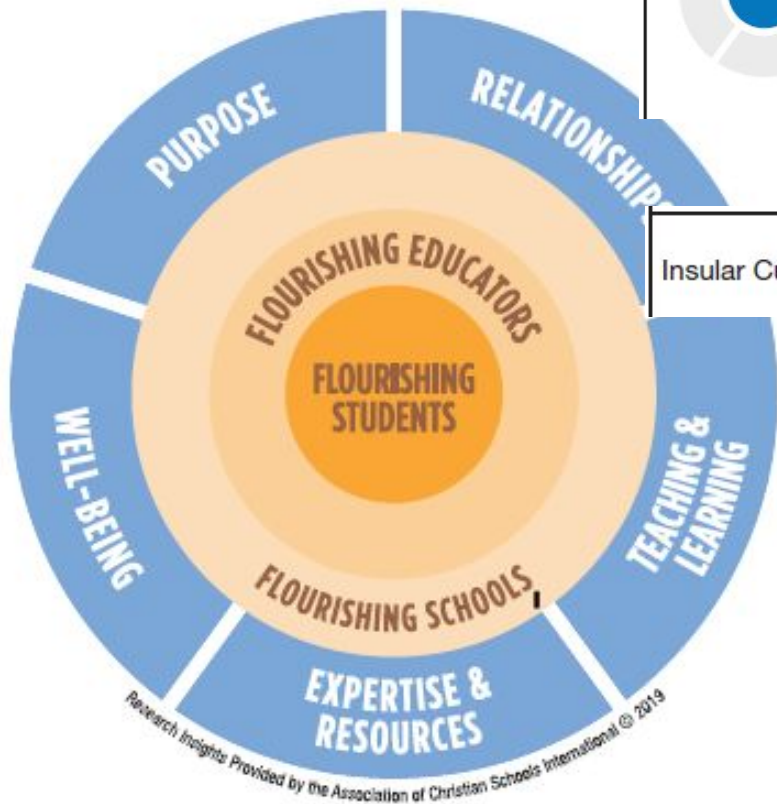 PURPOSE
RELATIONSHIPS
Insular
FLOURISHING EDUCATORS
FLOURISHING
STUDENTS
WELL-BEING
TEACHING &
LEARNING
FLOURISHING SCHOOLS
EXPERTISE &
RESOURCES
Research Insights Provided by the Association of Christian Schools International © 2019